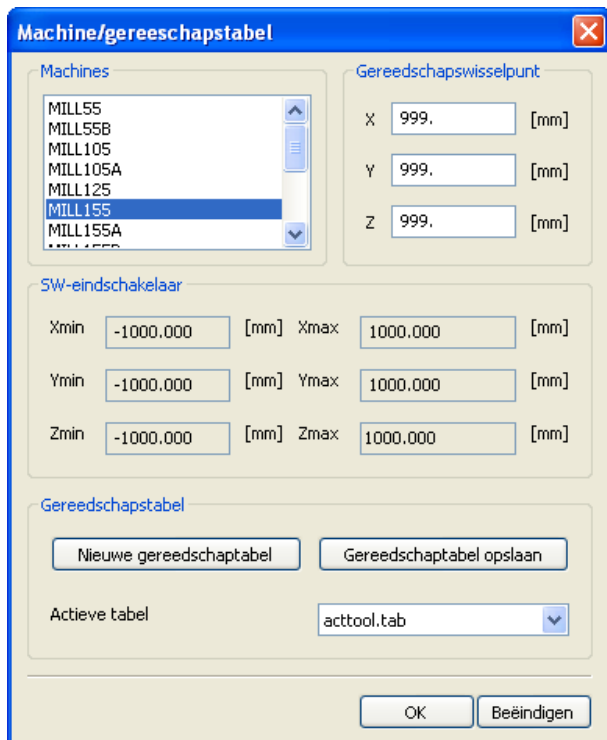 Machine/gereeschapstabel
Machines
MILL55
MILL55B
MILL105
MILL105A
MILL125
MILL155
MILL155A
Gereedschapswisselpunt
X 999. [mm]
Y 999. [mm]
Z 999. [mm]
SW-eindschakelaar
Xmin -1000.000 [mm] Xmax 1000.000 [mm]
Ymin -1000.000 [mm] Ymax 1000.000 [mm]
Zmin -1000.000 [mm] Zmax 1000.000 [mm]
Gereedschapstabel
Nieuwe gereedschaptabel Gereedschaptabel opslaan
Actieve tabel acttool.tab
OK Beëindigen